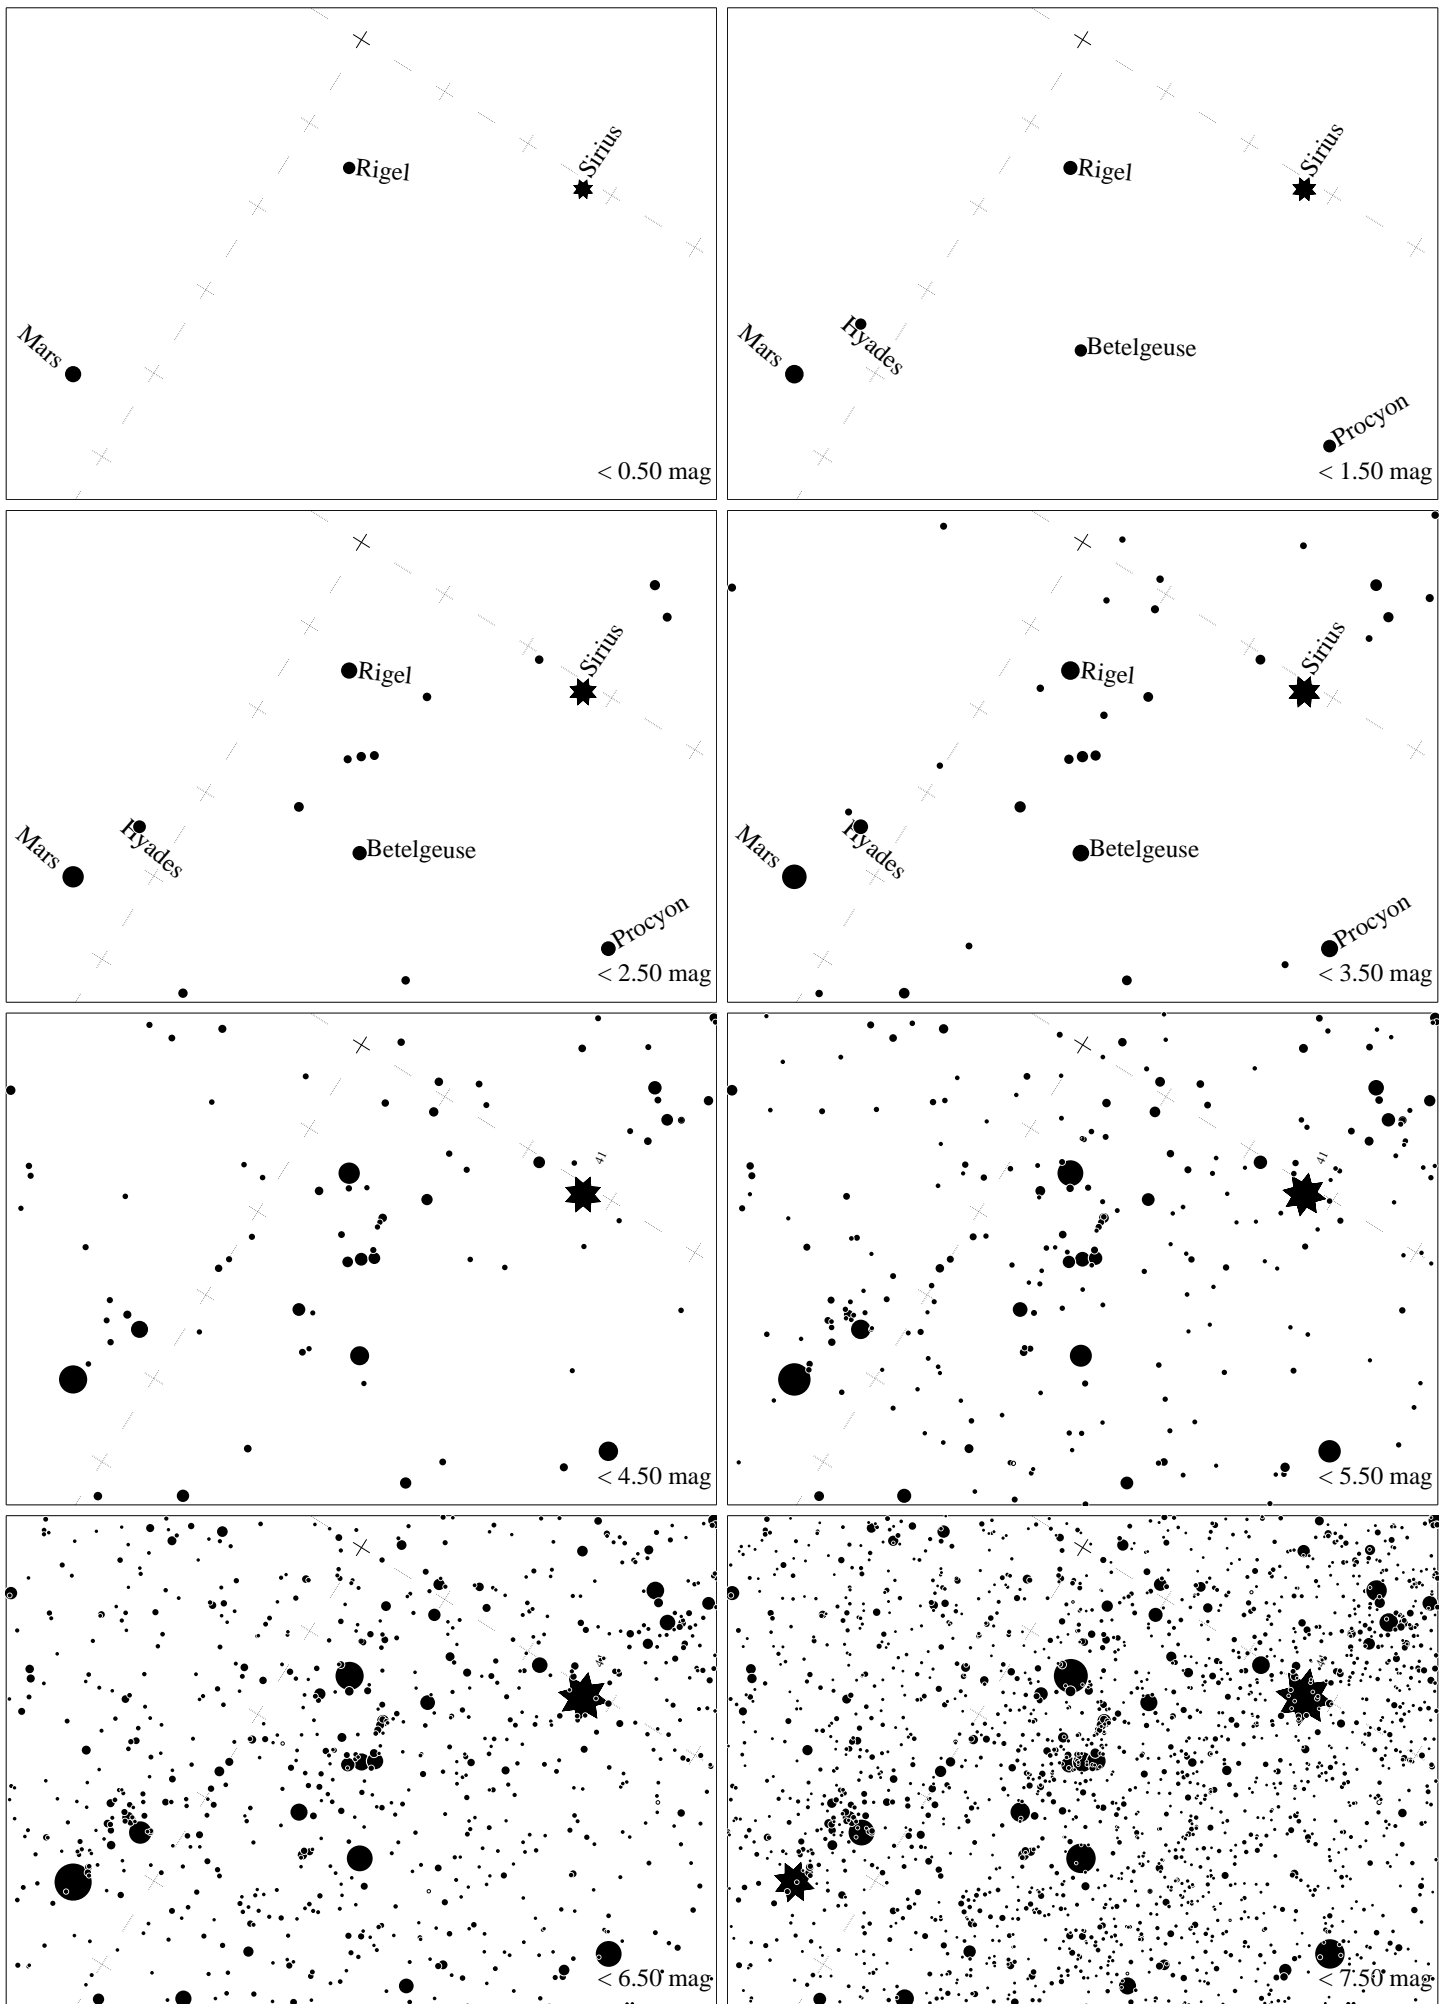 Rigel
Sirius
Mars
< 0.50 mag
Rigel
Sirius
Mars
Hyades
Betelgeuse
Procyon
< 1.50 mag
Rigel
Sirius
Mars
Hyades
Betelgeuse
Procyon
< 2.50 mag
Rigel
Sirius
Mars
Hyades
Betelgeuse
Procyon
< 3.50 mag
41
< 4.50 mag
41
< 5.50 mag
< 6.50 mag
< 7.50 mag